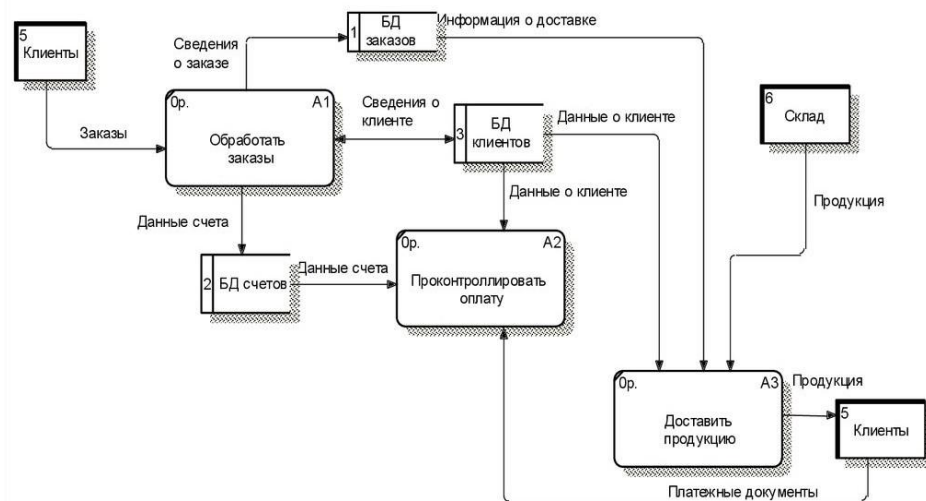 1
БД
заказов
Информация о доставке
5
Клиенты
Сведения
о заказе
0р.
A1
Обработать
заказы
Заказы
Сведения о
клиенте
3
БД
клиентов
Данные о клиенте
6
Склад
Данные о клиенте
Продукция
Данные счета
2
БД счетов
Данные счета
0р.
A2
Проконтроллировать
оплату
0р.
A3
Доставить
продукцию
Продукция
5
Клиенты
Платежные документы